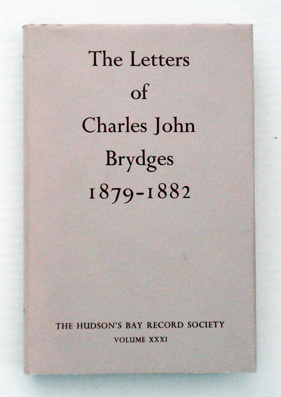 The Letters
of
Charles John
Brydges
1879-1882
THE HUDSON'S BAY RECORD SOCIETY
VOLUME XXXI